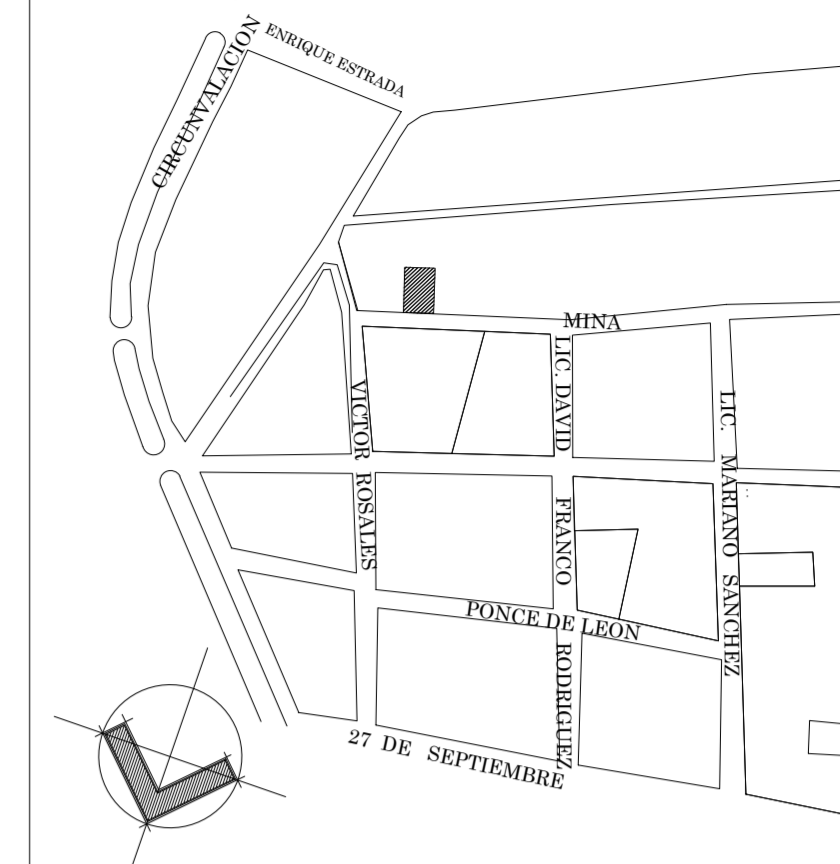 CIRCUNVALACION
ENRIQUE ESTRADA
MINA
LIC. DAVID FRANCO RODRIGUEZ
VICTOR ROSALES
LIC. MARIANO SANCHEZ
PONCE DE LEON
27 DE SEPTIEMBRE